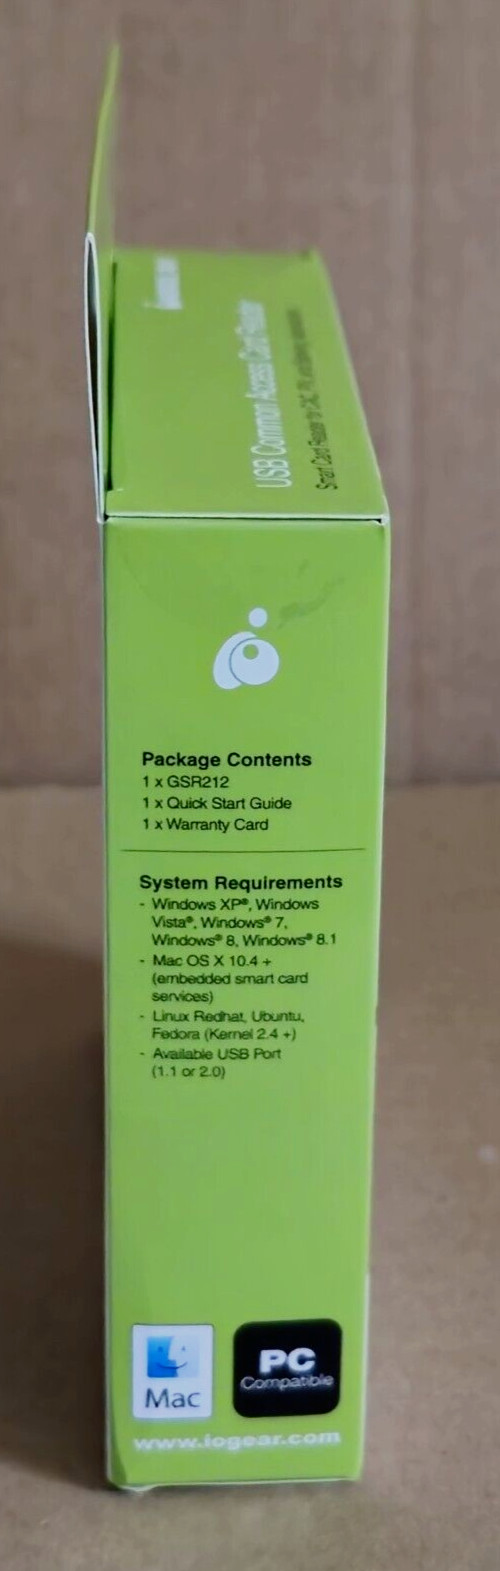 USB Common Access Card Reader
Smart Card Reader for CAC, PIV,
Package Contents
1 x GSR212
1 x Quick Start Guide
1 x Warranty Card
System Requirements
- Windows XP®, Windows
Vista®, Windows® 7,
Windows® 8, Windows® 8.1
- Mac OS X 10.4 +
(embedded smart card
services)
- Linux Redhat, Ubuntu,
Fedora (Kernel 2.4 +)
- Available USB Port
(1.1 or 2.0)
Mac
PC
Compatible
www.iogear.com